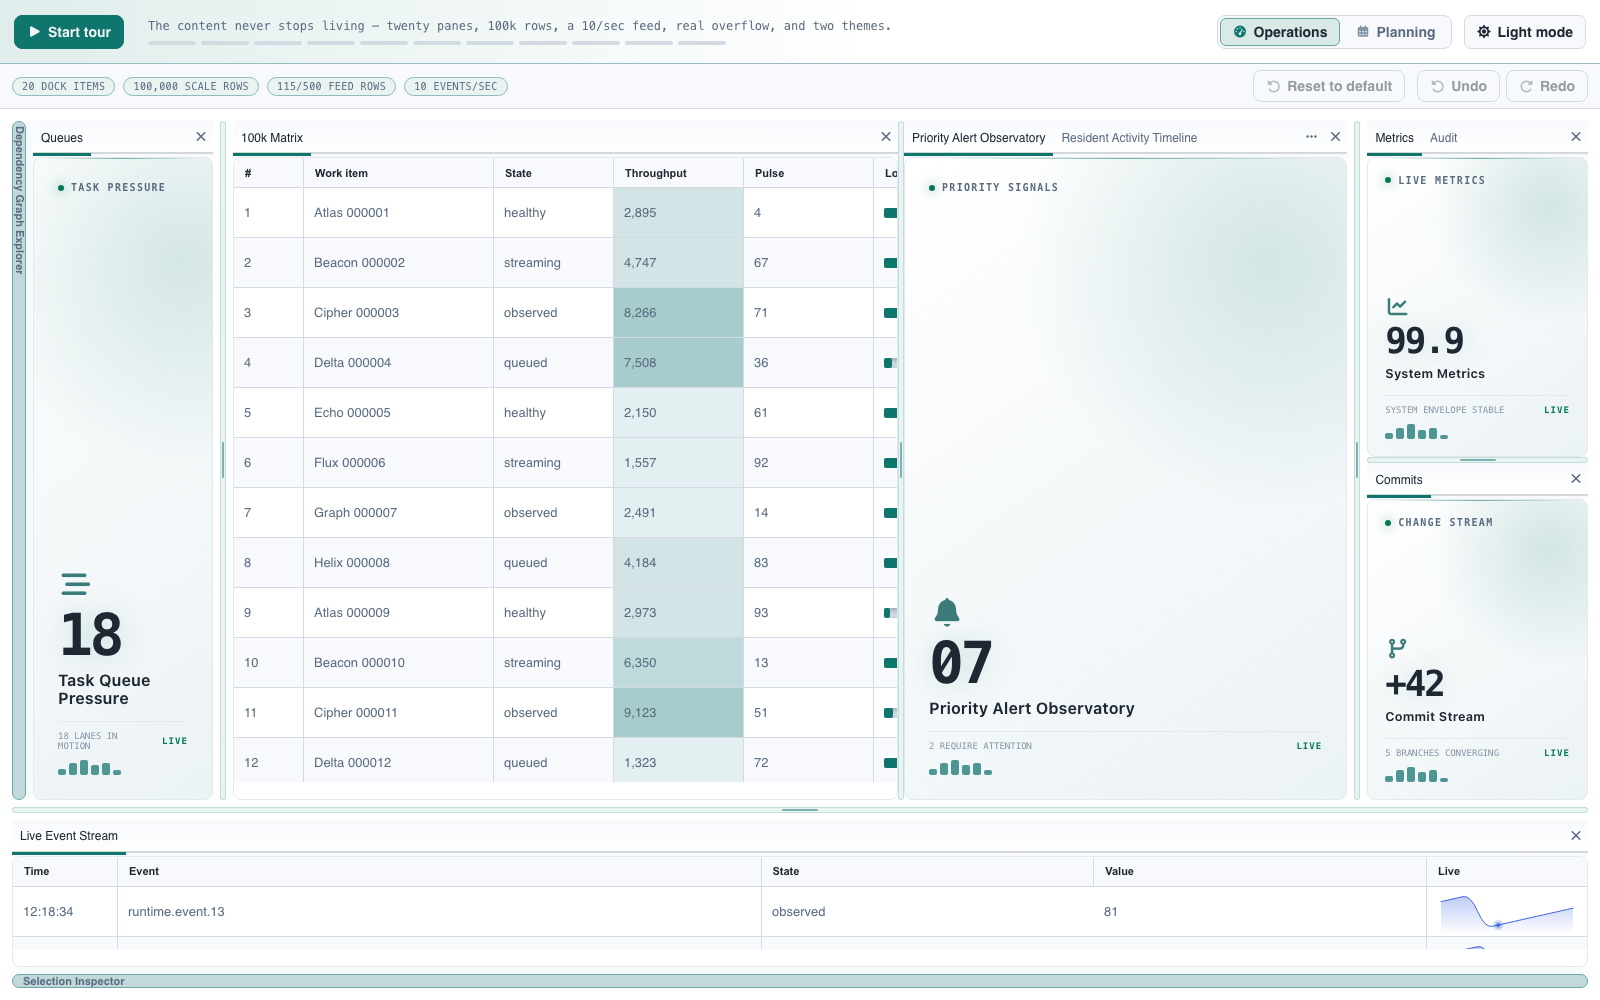 Start tour
The content never stops living — twenty panes, 100k rows, a 10/sec feed, real overflow, and two themes.
Operations
Planning
Light mode
20 DOCK ITEMS
100,000 SCALE ROWS
115/500 FEED ROWS
10 EVENTS/SEC
Reset to default
Undo
Redo
Dependency Graph Explorer
Queues
TASK PRESSURE
18
Task Queue
Pressure
18 LANES IN
MOTION
LIVE
100k Matrix
# Work item State Throughput Pulse Lo
1 Atlas 000001 healthy 2,895 4
2 Beacon 000002 streaming 4,747 67
3 Cipher 000003 observed 8,266 71
4 Delta 000004 queued 7,508 36
5 Echo 000005 healthy 2,150 61
6 Flux 000006 streaming 1,557 92
7 Graph 000007 observed 2,491 14
8 Helix 000008 queued 4,184 83
9 Atlas 000009 healthy 2,973 93
10 Beacon 000010 streaming 6,350 13
11 Cipher 000011 observed 9,123 51
12 Delta 000012 queued 1,323 72
Priority Alert Observatory
Resident Activity Timeline
PRIORITY SIGNALS
07
Priority Alert Observatory
2 REQUIRE ATTENTION
LIVE
Metrics
Audit
LIVE METRICS
99.9
System Metrics
SYSTEM ENVELOPE STABLE
LIVE
Commits
CHANGE STREAM
+42
Commit Stream
5 BRANCHES CONVERGING
LIVE
Live Event Stream
Time Event State Value Live
12:18:34 runtime.event.13 observed 81
Selection Inspector